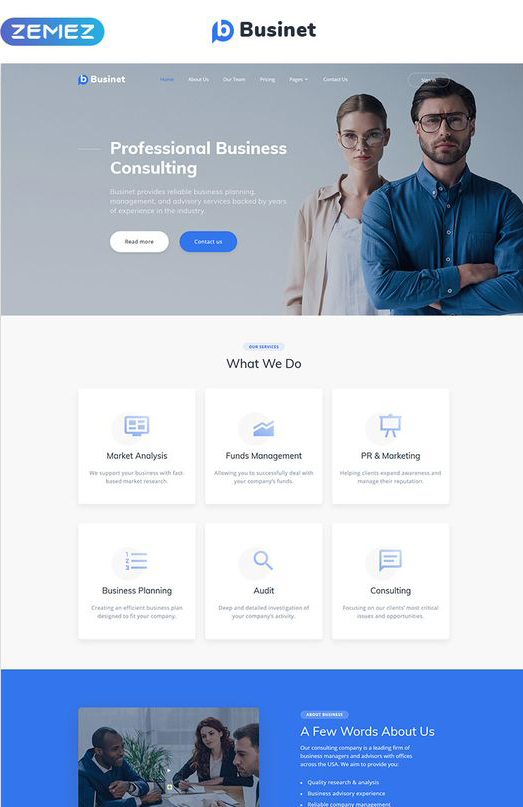 ZEMEZ
Businet
Businet
Home About Us Our Team Pricing Pages Contact Us
Sign In
Professional Business
Consulting
Businet provides reliable business planning,
management, and advisory services backed by years
of experience in the industry.
Read more Contact us
OUR SERVICES
What We Do
Market Analysis
We support your business with fast-
based market research.
Funds Management
Allowing you to successfully deal with
your company's funds.
PR & Marketing
Helping clients expand awareness and
manage their reputation.
Business Planning
Creating an efficient business plan
designed to fit your company.
Audit
Deep and detailed investigation of
your company's activity.
Consulting
Focusing on our clients' most critical
issues and opportunities.
ABOUT BUSINESS
A Few Words About Us
Our consulting company is a leading firm of
business managers and advisors with offices
across the USA. We aim to provide you:
• Quality research & analysis
• Business advisory experience
• Reliable company management